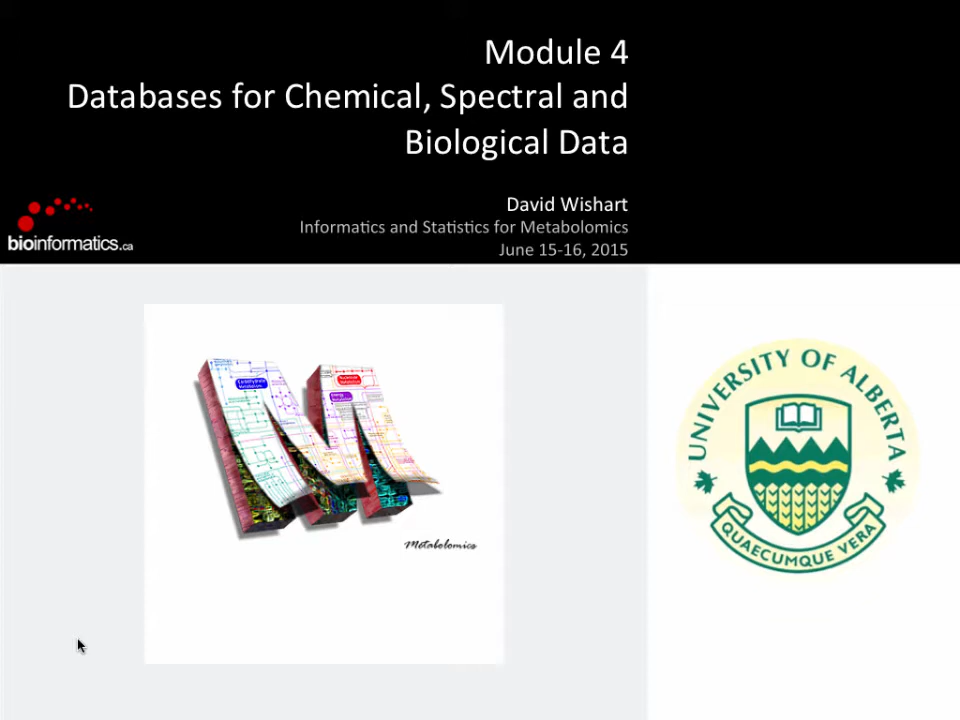 Module 4
Databases for Chemical, Spectral and
Biological Data
David Wishart
Informatics and Statistics for Metabolomics
June 15-16, 2015
bioinformatics.ca
Metabolomics
UNIVERSITY OF ALBERTA
QUAECUMQUE VERA